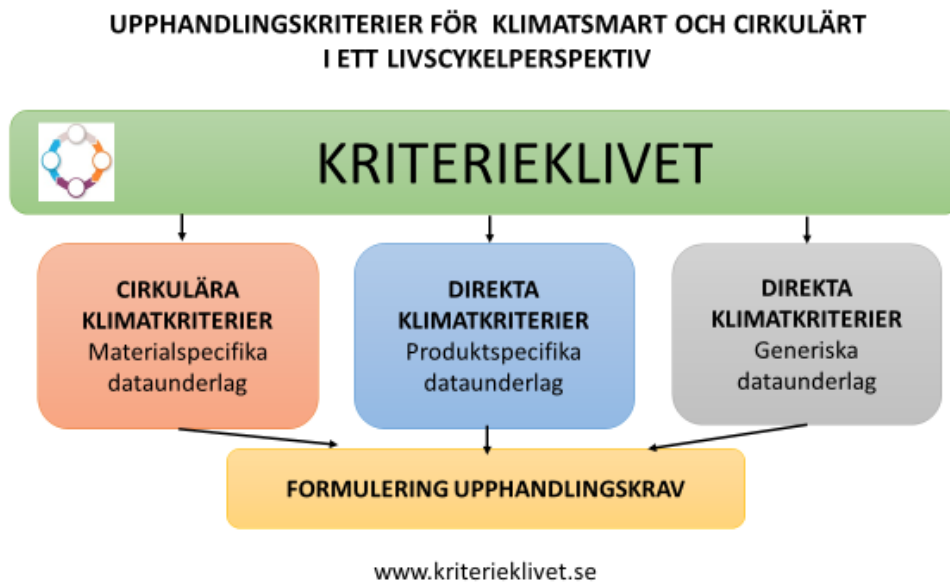 UPPHANDLINGSKRITERIER FÖR KLIMATSMART OCH CIRKULÄRT
I ETT LIVSCYKELPERSPEKTIV
KRITERIEKLIVET
CIRKULÄRA
KLIMATKRITERIER
Materialspecifika
dataunderlag
DIREKTA
KLIMATKRITERIER
Produktspecifika
dataunderlag
DIREKTA
KLIMATKRITERIER
Generiska
dataunderlag
FORMULERING UPPHANDLINGSKRAV
www.kriterieklivet.se